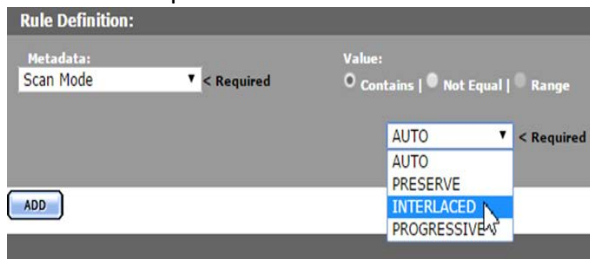 Rule Definition:
Metadata: Value:
Scan Mode < Required Contains | Not Equal | Range
AUTO < Required
AUTO
PRESERVE
INTERLACED
PROGRESSIVE
ADD